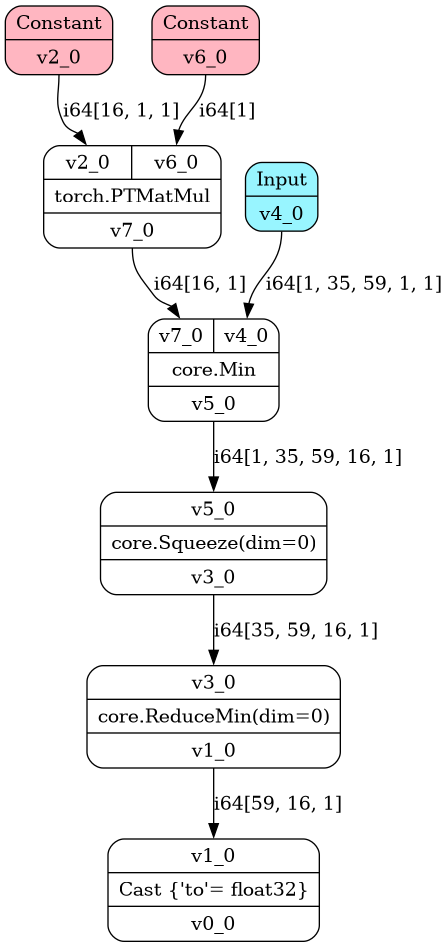 Constant
v2_0
Constant
v6_0
i64[16, 1, 1]
i64[1]
v2_0
v6_0
torch.PTMatMul
v7_0
Input
v4_0
i64[16, 1]
i64[1, 35, 59, 1, 1]
v7_0
v4_0
core.Min
v5_0
i64[1, 35, 59, 16, 1]
v5_0
core.Squeeze(dim=0)
v3_0
i64[35, 59, 16, 1]
v3_0
core.ReduceMin(dim=0)
v1_0
i64[59, 16, 1]
v1_0
Cast {'to'= float32}
v0_0